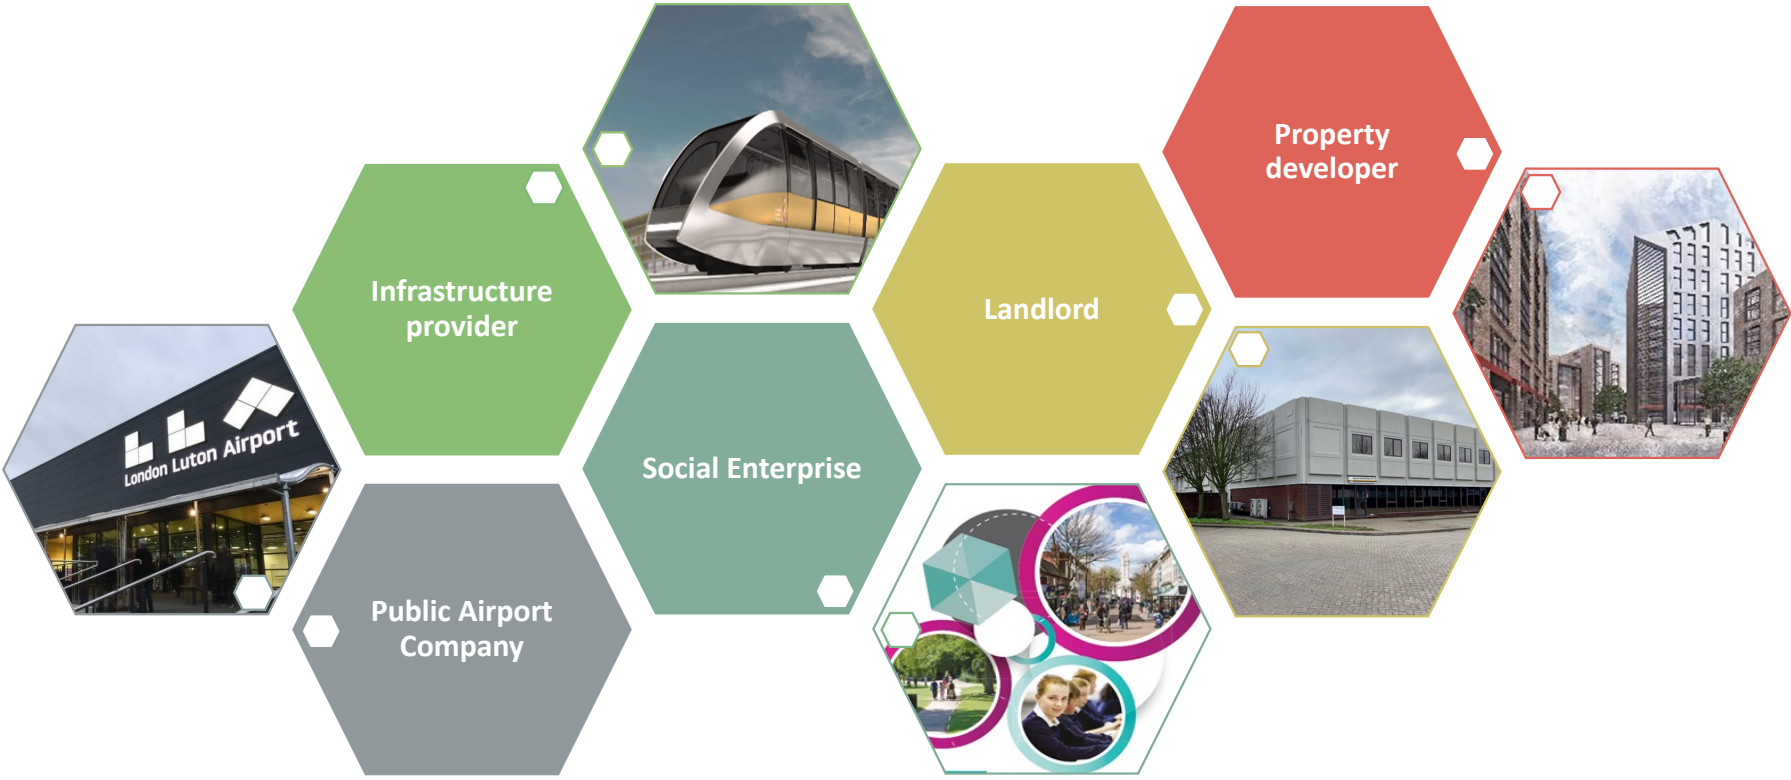 Property
developer
Infrastructure
provider
Landlord
London Luton Airport
Social Enterprise
Public Airport
Company